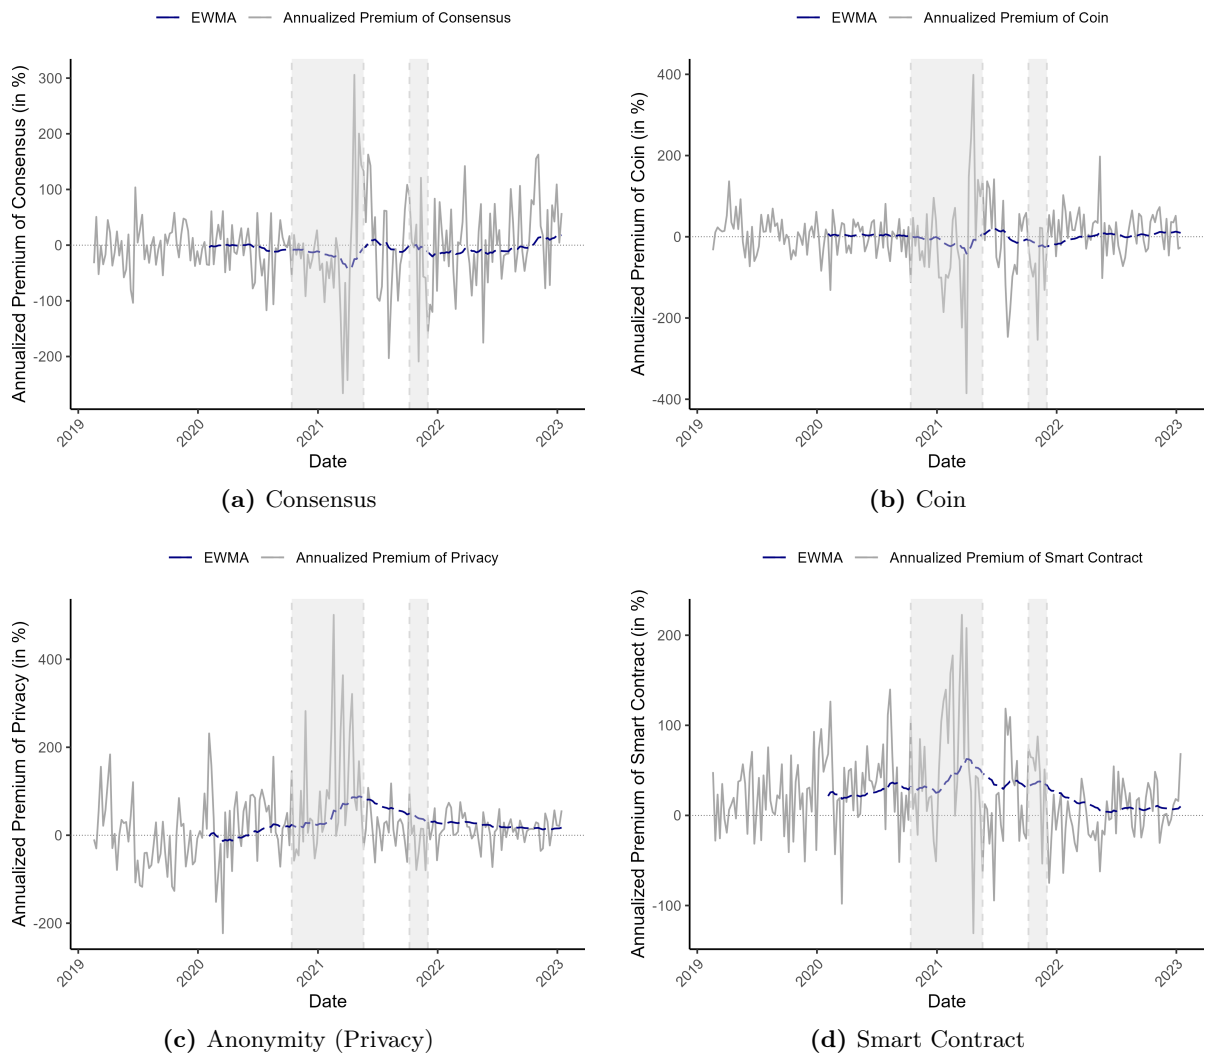 EWMA Annualized Premium of Consensus
Annualized Premium of Consensus (in %)
300
200
100
0
-100
-200
2019
2020
2021
2022
2023
Date
(a) Consensus
EWMA Annualized Premium of Coin
Annualized Premium of Coin (in %)
400
200
0
-200
-400
2019
2020
2021
2022
2023
Date
(b) Coin
EWMA Annualized Premium of Privacy
Annualized Premium of Privacy (in %)
400
200
0
-200
2019
2020
2021
2022
2023
Date
(c) Anonymity (Privacy)
EWMA Annualized Premium of Smart Contract
Annualized Premium of Smart Contract (in %)
200
100
0
-100
2019
2020
2021
2022
2023
Date
(d) Smart Contract